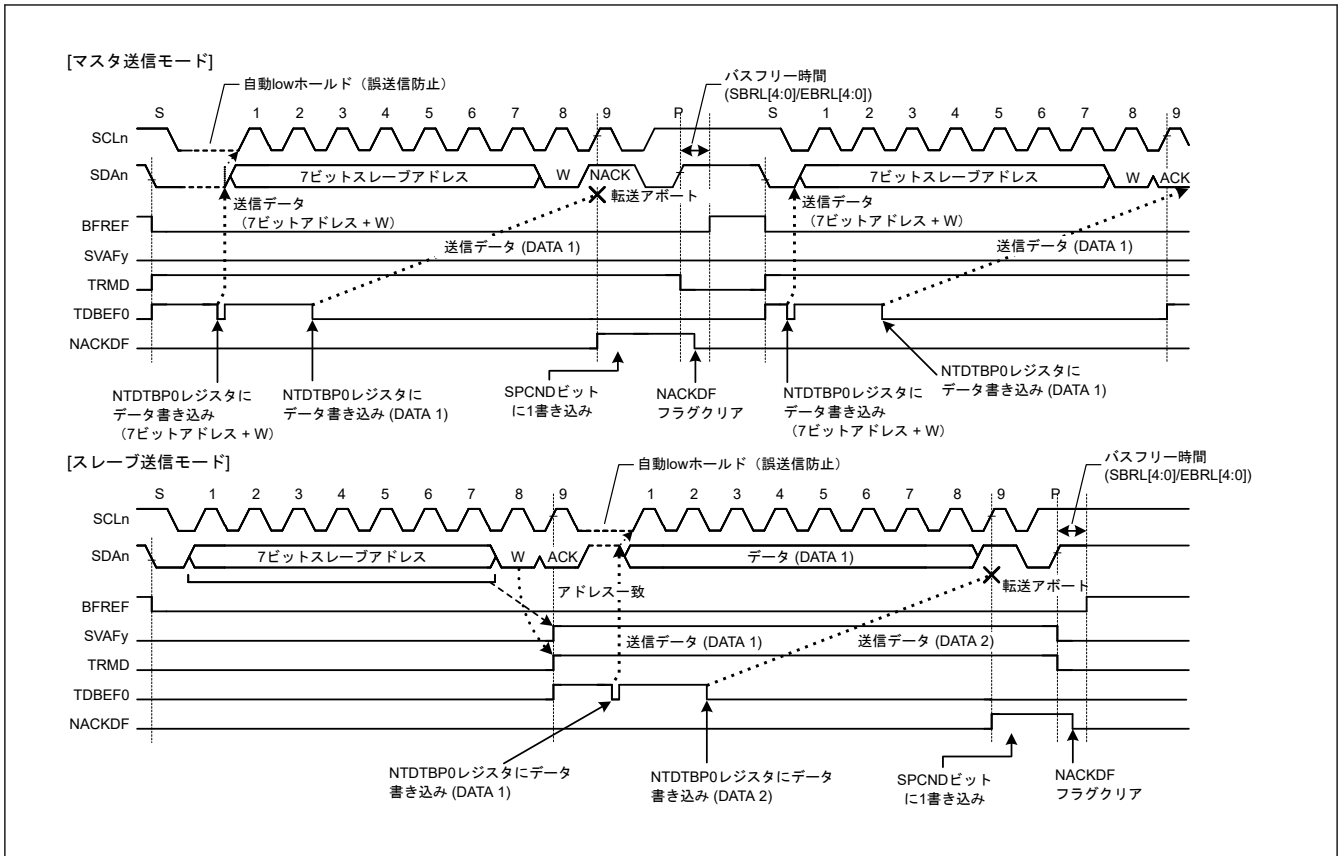 [マスタ送信モード]
自動lowホールド（誤送信防止）
バスフリー時間
(SBRL[4:0]/EBRL[4:0])
S 1 2 3 4 5 6 7 8 9 P S 1 2 3 4 5 6 7 8 9
SCLn
SDAn 7ビットスレーブアドレス W NACK 7ビットスレーブアドレス W ACK
転送アボート
送信データ
（7ビットアドレス + W）
送信データ
（7ビットアドレス + W）
BFREF
送信データ (DATA 1)
送信データ (DATA 1)
SVAFy
TRMD
TDBEF0
NACKDF
NTDTBP0レジスタに
データ書き込み
（7ビットアドレス + W）
NTDTBP0レジスタに
データ書き込み (DATA 1)
SPCNDビット
に1書き込み
NACKDF
フラグクリア
NTDTBP0レジスタに
データ書き込み
（7ビットアドレス + W）
NTDTBP0レジスタに
データ書き込み (DATA 1)
[スレーブ送信モード]
自動lowホールド（誤送信防止）
バスフリー時間
(SBRL[4:0]/EBRL[4:0])
S 1 2 3 4 5 6 7 8 9 1 2 3 4 5 6 7 8 9 P
SCLn
SDAn 7ビットスレーブアドレス W ACK データ (DATA 1)
転送アボート
アドレス一致
BFREF
SVAFy
送信データ (DATA 1) 送信データ (DATA 2)
TRMD
TDBEF0
NACKDF
NTDTBP0レジスタにデータ
書き込み (DATA 1)
NTDTBP0レジスタにデータ
書き込み (DATA 2)
SPCNDビット
に1書き込み
NACKDF
フラグクリア